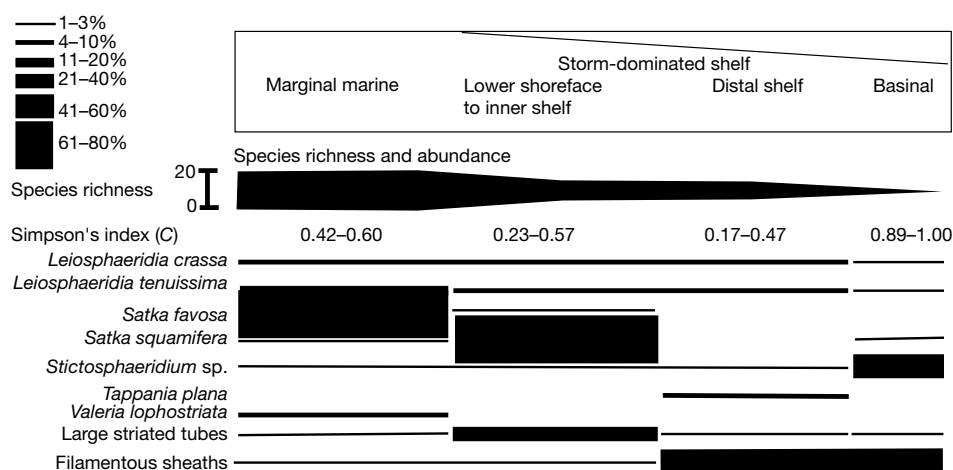 1–3%
4–10%
11–20%
21–40%
41–60%
61–80%
Storm-dominated shelf
Marginal marine
Lower shoreface
to inner shelf
Distal shelf
Basinal
Species richness and abundance
Species richness
20
0
Simpson's index (C)
0.42–0.60
0.23–0.57
0.17–0.47
0.89–1.00
Leiosphaeridia crassa
Leiosphaeridia tenuissima
Satka favosa
Satka squamifera
Stictosphaeridium sp.
Tappania plana
Valeria lophostriata
Large striated tubes
Filamentous sheaths